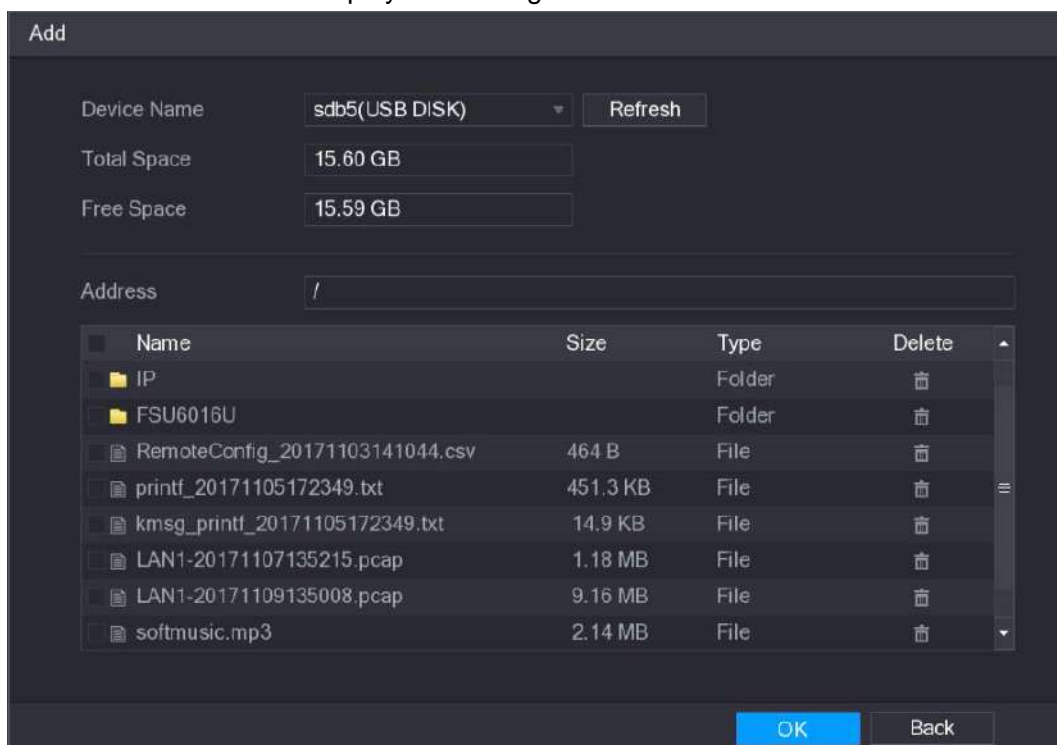 Add
Device Name sdb5(USB DISK) Refresh
Total Space 15.60 GB
Free Space 15.59 GB
Address /
Name Size Type Delete
IP Folder
FSU6016U Folder
RemoteConfig_20171103141044.csv 464 B File
printf_20171105172349.txt 451.3 KB File
kmsg_printf_20171105172349.txt 14.9 KB File
LAN1-20171107135215.pcap 1.18 MB File
LAN1-20171109135008.pcap 9.16 MB File
softmusic.mp3 2.14 MB File
OK Back